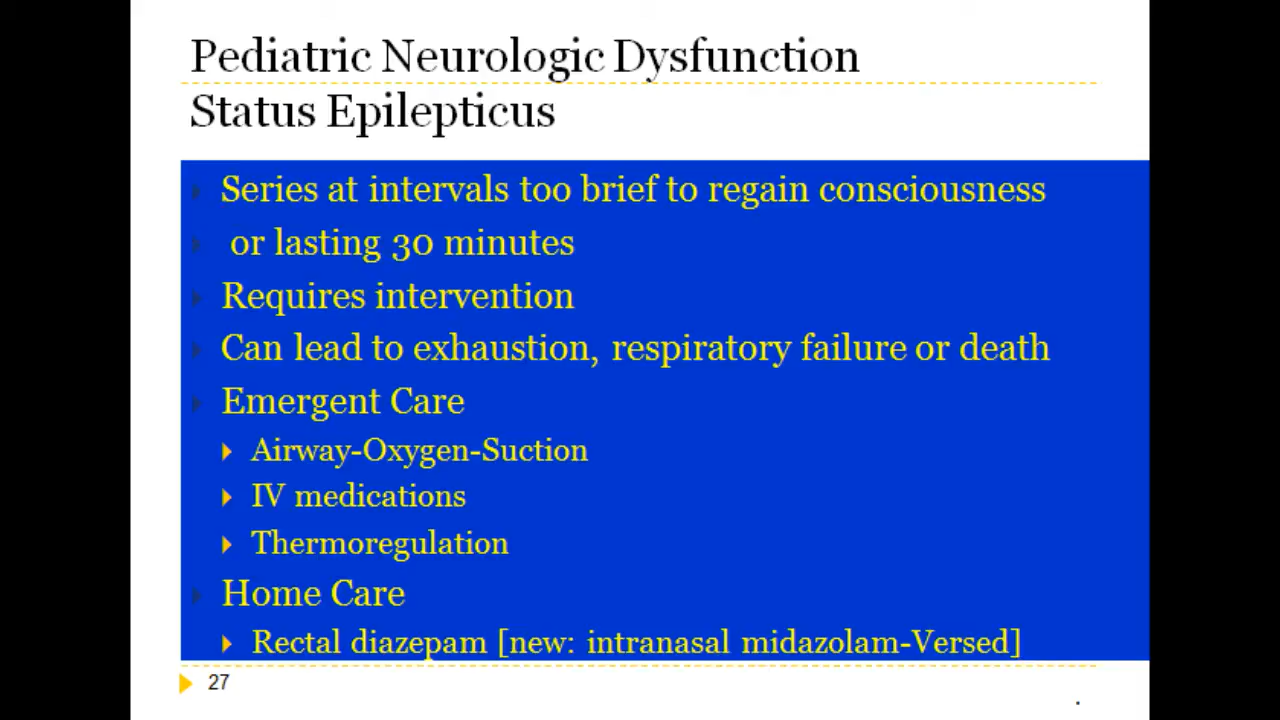 Pediatric Neurologic Dysfunction
Status Epilepticus
Series at intervals too brief to regain consciousness
or lasting 30 minutes
Requires intervention
Can lead to exhaustion, respiratory failure or death
Emergent Care
Airway-Oxygen-Suction
IV medications
Thermoregulation
Home Care
Rectal diazepam [new: intranasal midazolam-Versed]
27
.